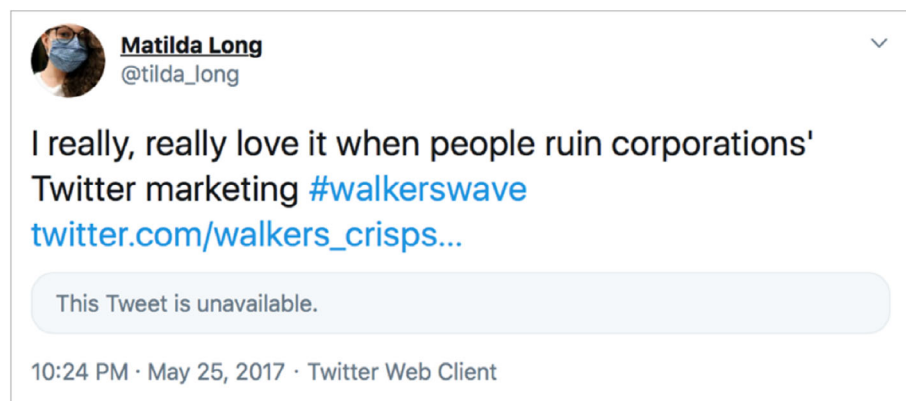 Matilda Long
@tilda_long
I really, really love it when people ruin corporations'
Twitter marketing #walkerswave
twitter.com/walkers_crisps...
This Tweet is unavailable.
10:24 PM · May 25, 2017 · Twitter Web Client